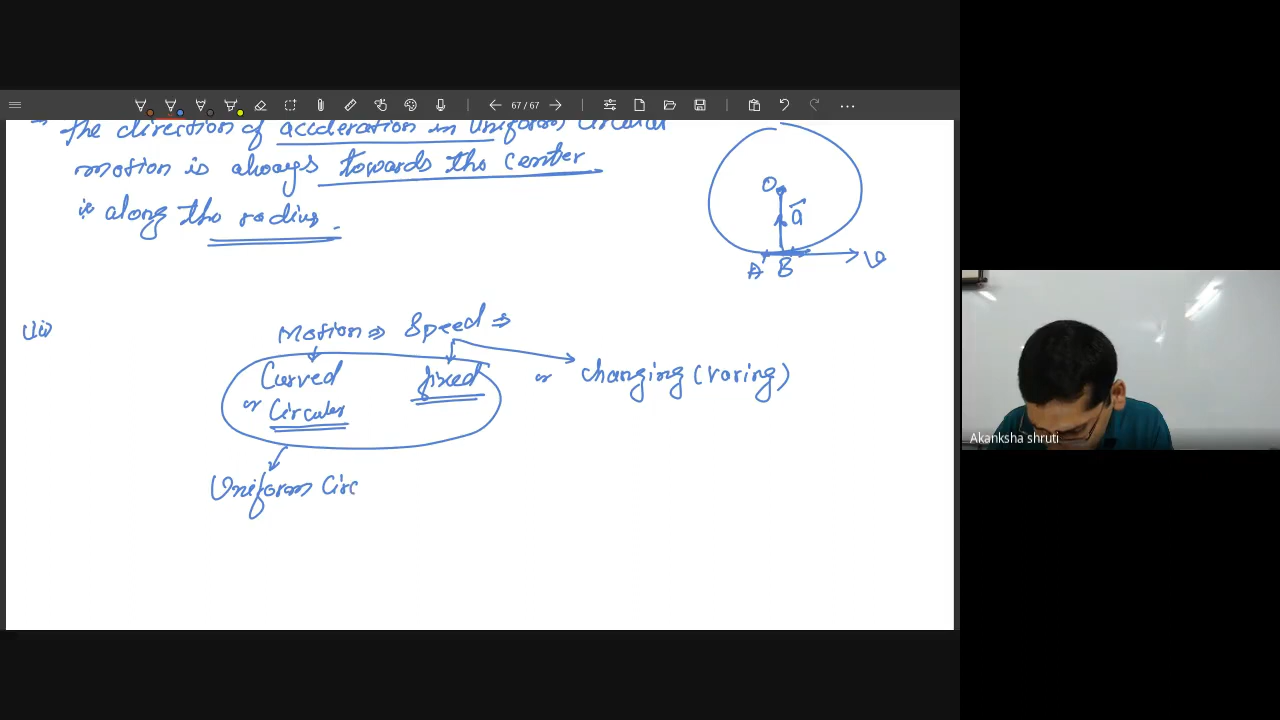 67/67
→ the direction of acceleration in Uniform Circular
motion is always towards the center
ie along the radius.
O
a
A B v
(iii)
Motion ⇒ Speed ⇒
Curved fixed or changing (varing)
or Circular
Uniform Circ
Akanksha shruti